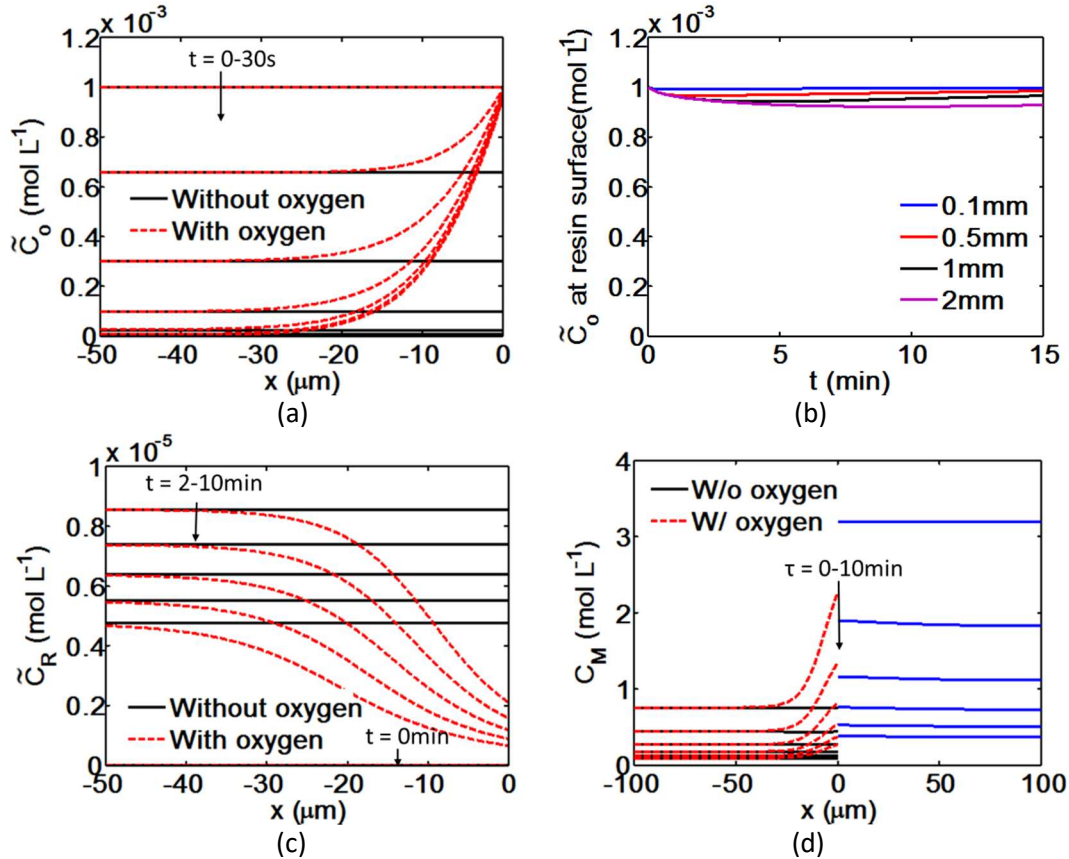 x 10⁻³
1.2
1
0.8
0.6
0.4
0.2
0
-50 -40 -30 -20 -10 0
C̃ₒ (mol L⁻¹)
x (μm)
t = 0-30s
Without oxygen
With oxygen
(a)
x 10⁻³
1.2
1
0.8
0.6
0.4
0.2
0
0 5 10 15
C̃ₒ at resin surface(mol L⁻¹)
t (min)
0.1mm
0.5mm
1mm
2mm
(b)
x 10⁻⁵
1
0.8
0.6
0.4
0.2
0
-50 -40 -30 -20 -10 0
C̃_R (mol L⁻¹)
x (μm)
t = 2-10min
Without oxygen
With oxygen
t = 0min
(c)
4
3
2
1
0
-100 -50 0 50 100
C_M (mol L⁻¹)
x (μm)
W/o oxygen
W/ oxygen
τ = 0-10min
(d)